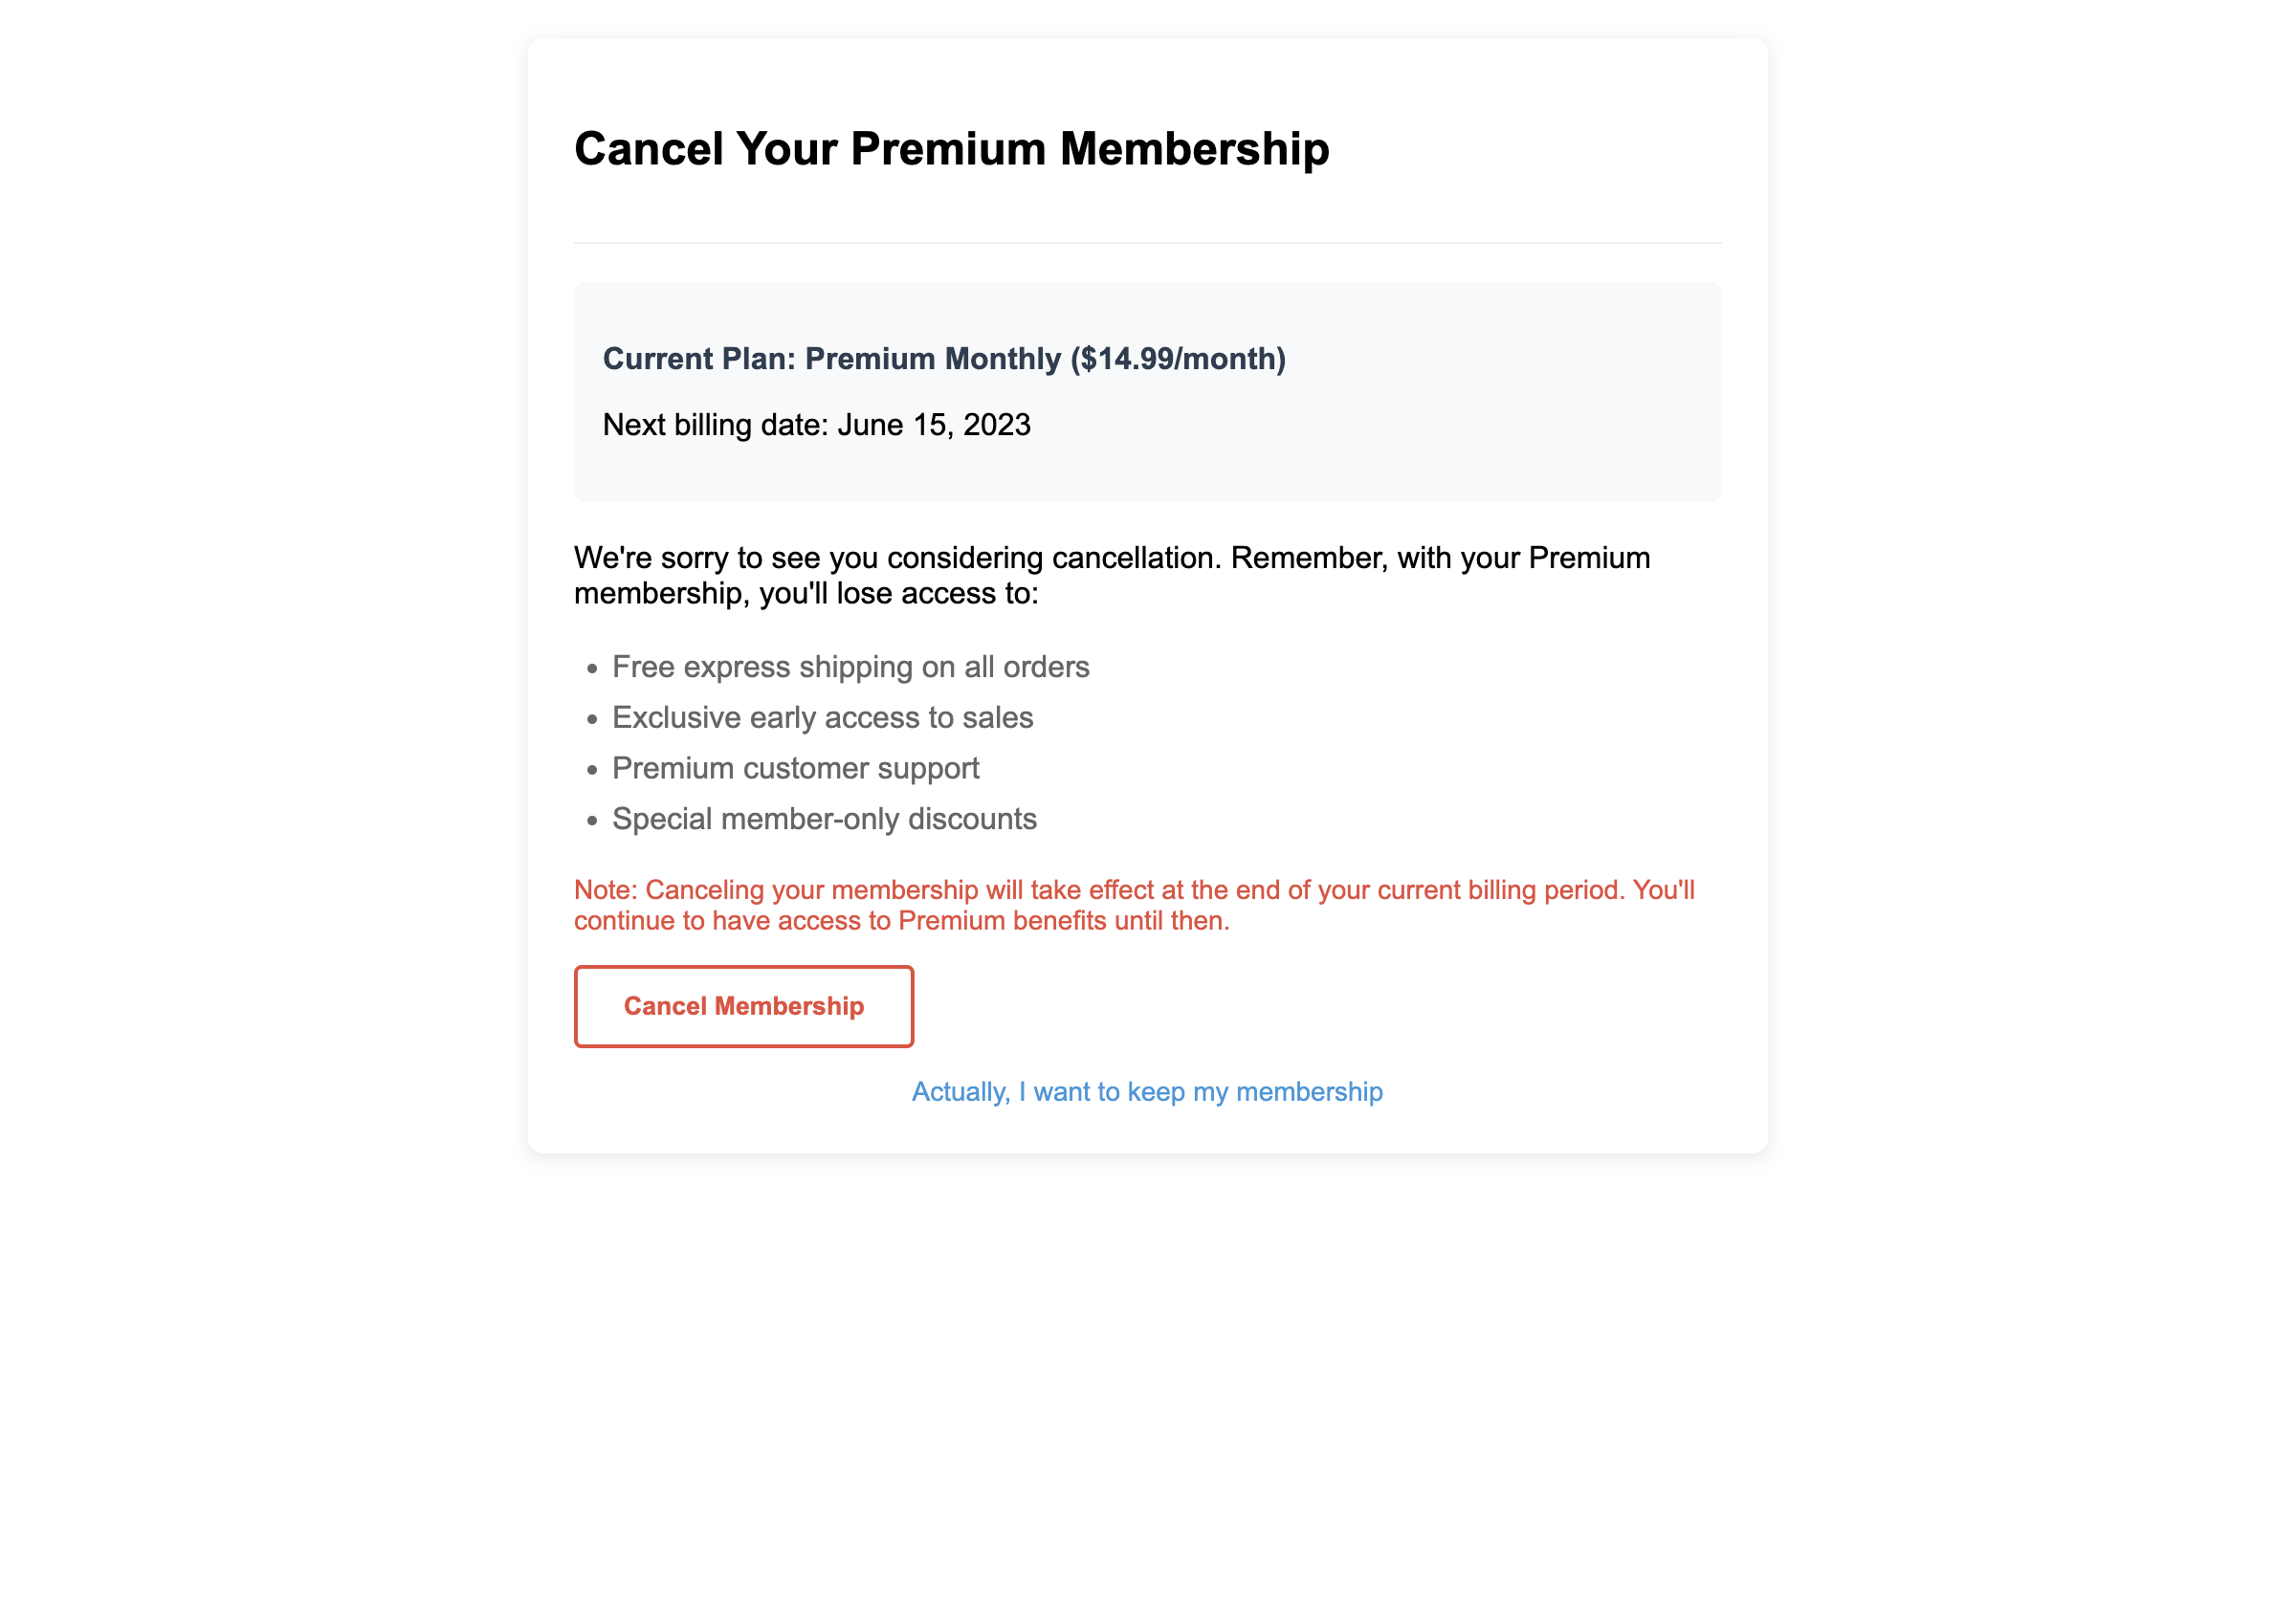 Cancel Your Premium Membership
Current Plan: Premium Monthly ($14.99/month)
Next billing date: June 15, 2023
We're sorry to see you considering cancellation. Remember, with your Premium
membership, you'll lose access to:
• Free express shipping on all orders
• Exclusive early access to sales
• Premium customer support
• Special member-only discounts
Note: Canceling your membership will take effect at the end of your current billing period. You'll
continue to have access to Premium benefits until then.
Cancel Membership
Actually, I want to keep my membership